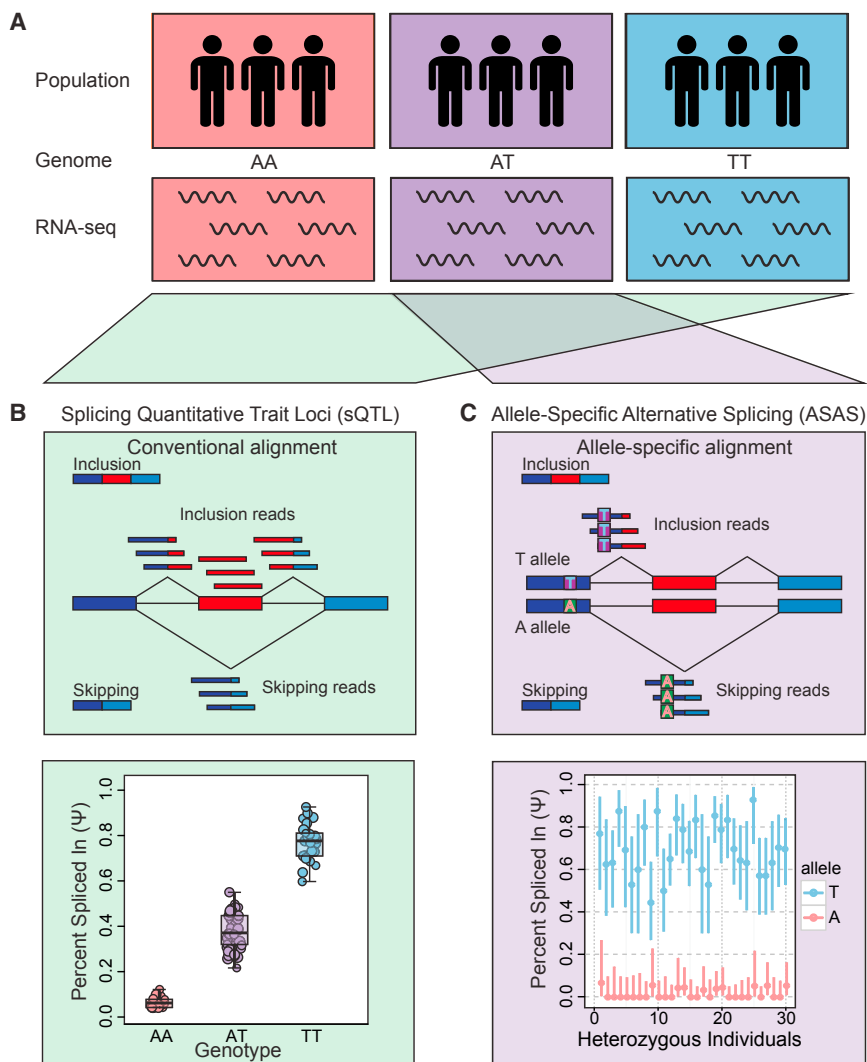 A
Population
Genome
AA
AT
TT
RNA-seq
B
Splicing Quantitative Trait Loci (sQTL)
Conventional alignment
Inclusion
Inclusion reads
Skipping
Skipping reads
Percent Spliced In (Ψ)
1.0
0.8
0.6
0.4
0.2
0.0
AA
AT
TT
Genotype
C
Allele-Specific Alternative Splicing (ASAS)
Allele-specific alignment
Inclusion
T
T
T
Inclusion reads
T allele
T
A
A allele
A
A
A
Skipping
Skipping reads
Percent Spliced In (Ψ)
1.0
0.8
0.6
0.4
0.2
0.0
0
10
20
30
Heterozygous Individuals
allele
T
A